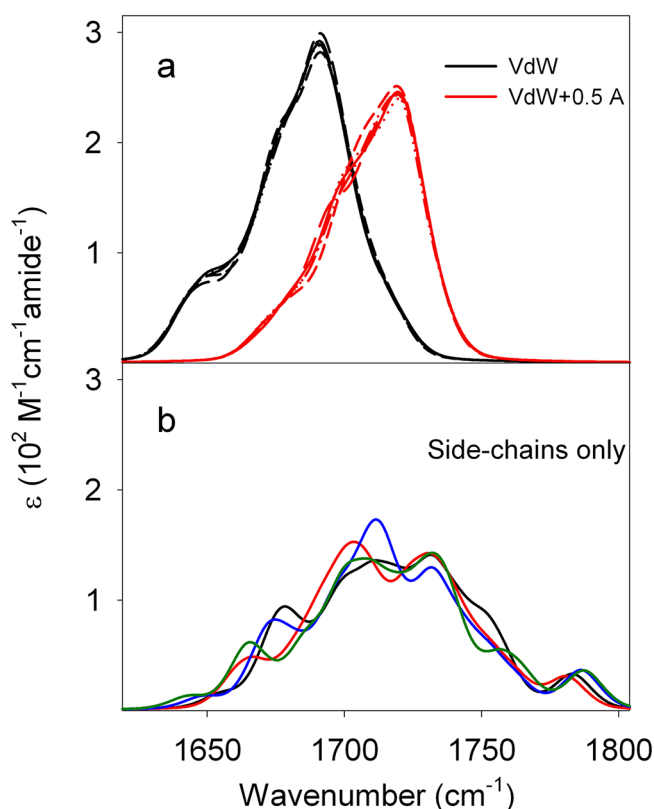 3
a
VdW
VdW+0.5 A
2
1
ε (10² M⁻¹cm⁻¹amide⁻¹)
3
b
Side-chains only
2
1
1650 1700 1750 1800
Wavenumber (cm⁻¹)